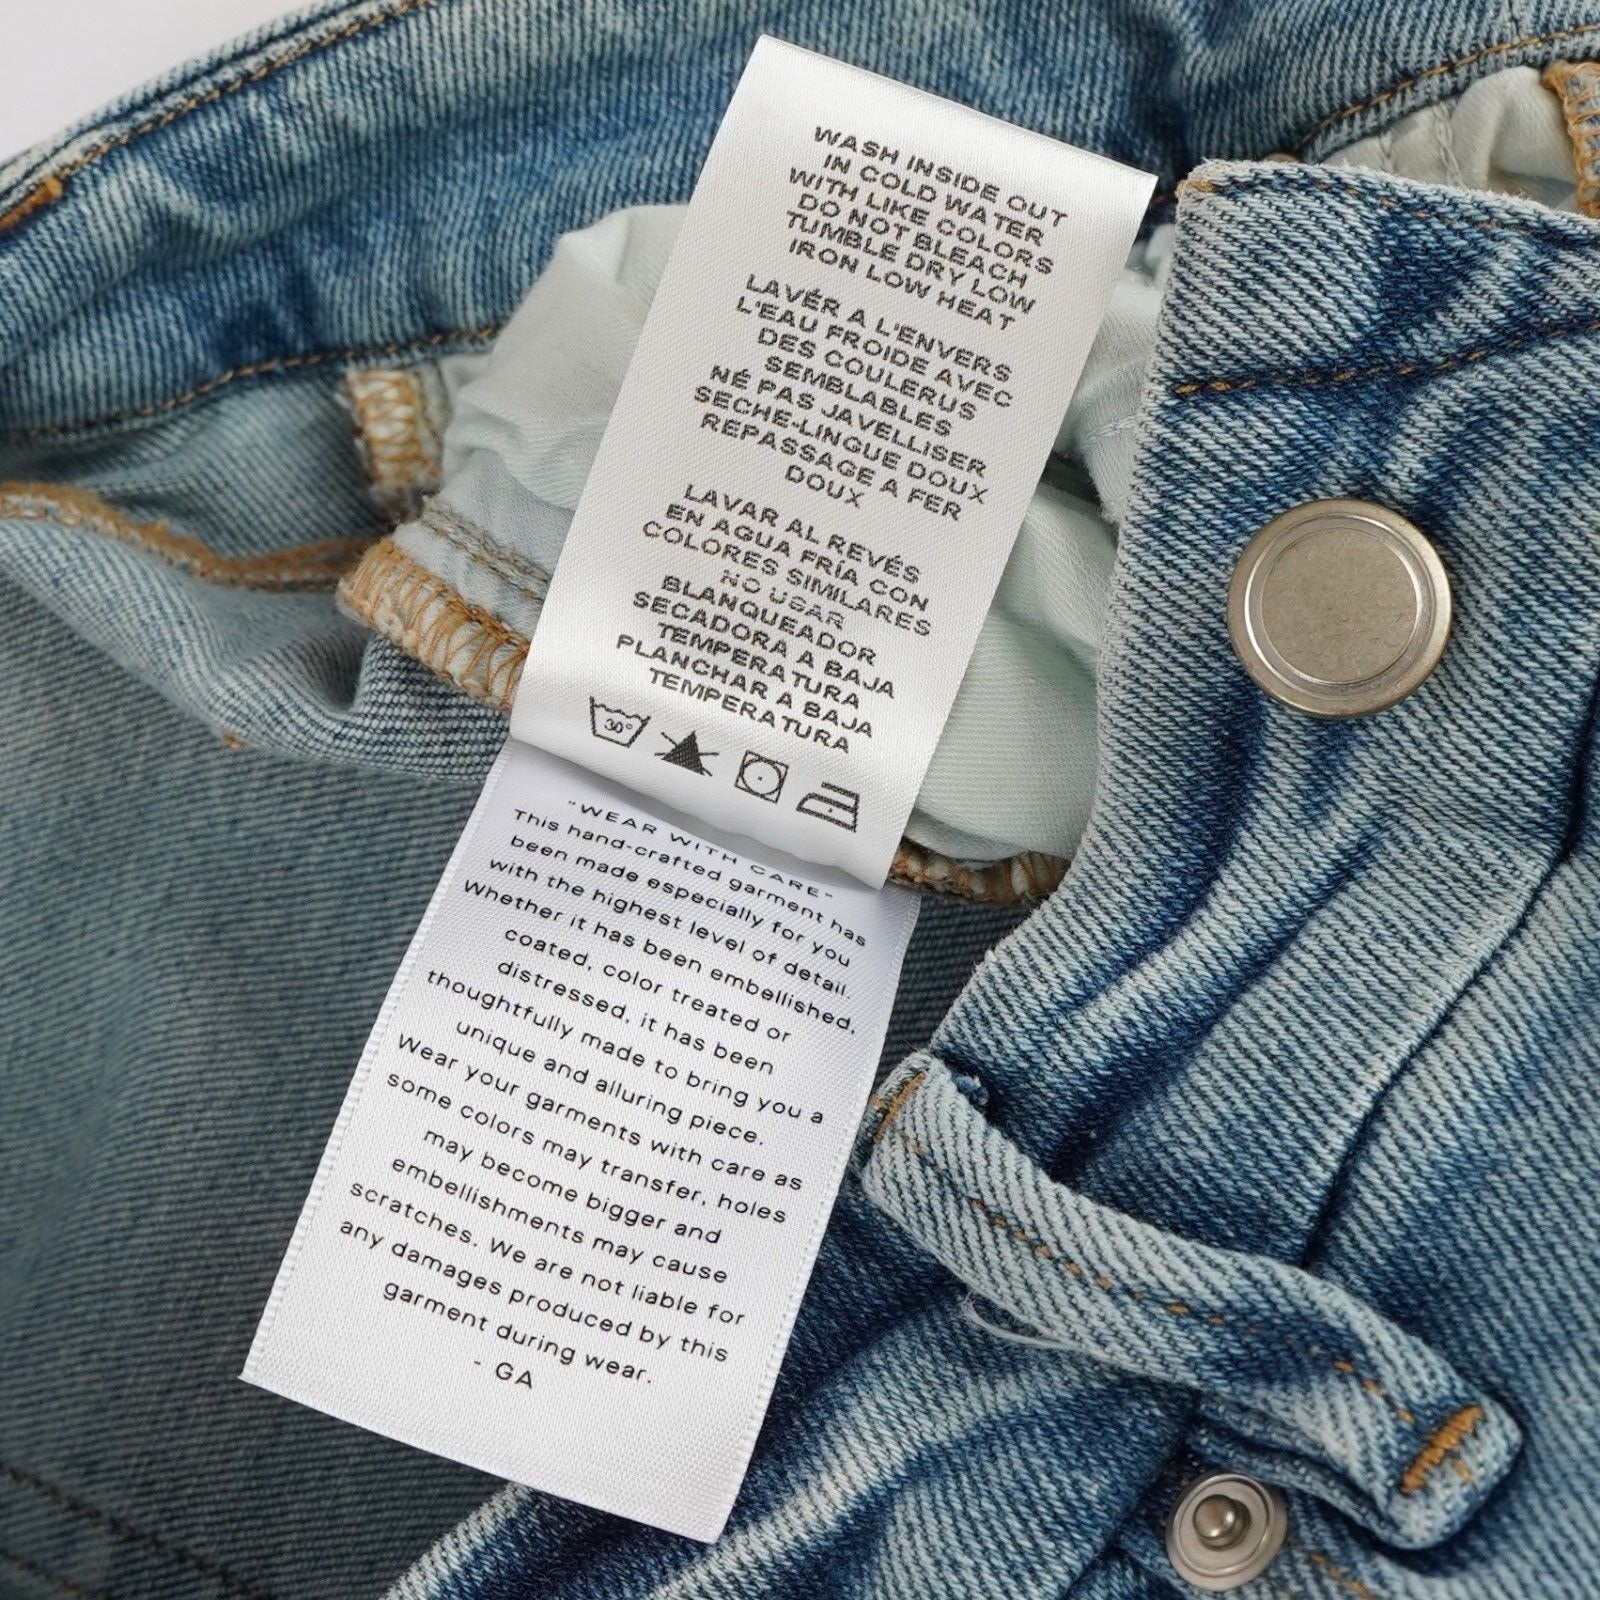 WASH INSIDE OUT
IN COLD WATER
WITH LIKE COLORS
DO NOT BLEACH
TUMBLE DRY LOW
IRON LOW HEAT
LAVÉR A L'ENVERS
L'EAU FROIDE AVEC
DES COULERUS
SEMBLABLES
NÉ PAS JAVELLISER
SECHE-LINGUE DOUX
REPASSAGE A FER
DOUX
LAVAR AL REVÉS
EN AGUA FRÍA CON
COLORES SIMILARES
NO USAR
BLANQUEADOR
SECADORA A BAJA
TEMPERATURA
PLANCHAR A BAJA
TEMPERATURA
30°
"WEAR WITH CARE"
This hand-crafted garment has
been made especially for you
with the highest level of detail.
Whether it has been embellished,
coated, color treated or
distressed, it has been
thoughtfully made to bring you a
unique and alluring piece.
Wear your garments with care as
some colors may transfer, holes
may become bigger and
embellishments may cause
scratches. We are not liable for
any damages produced by this
garment during wear.
- GA